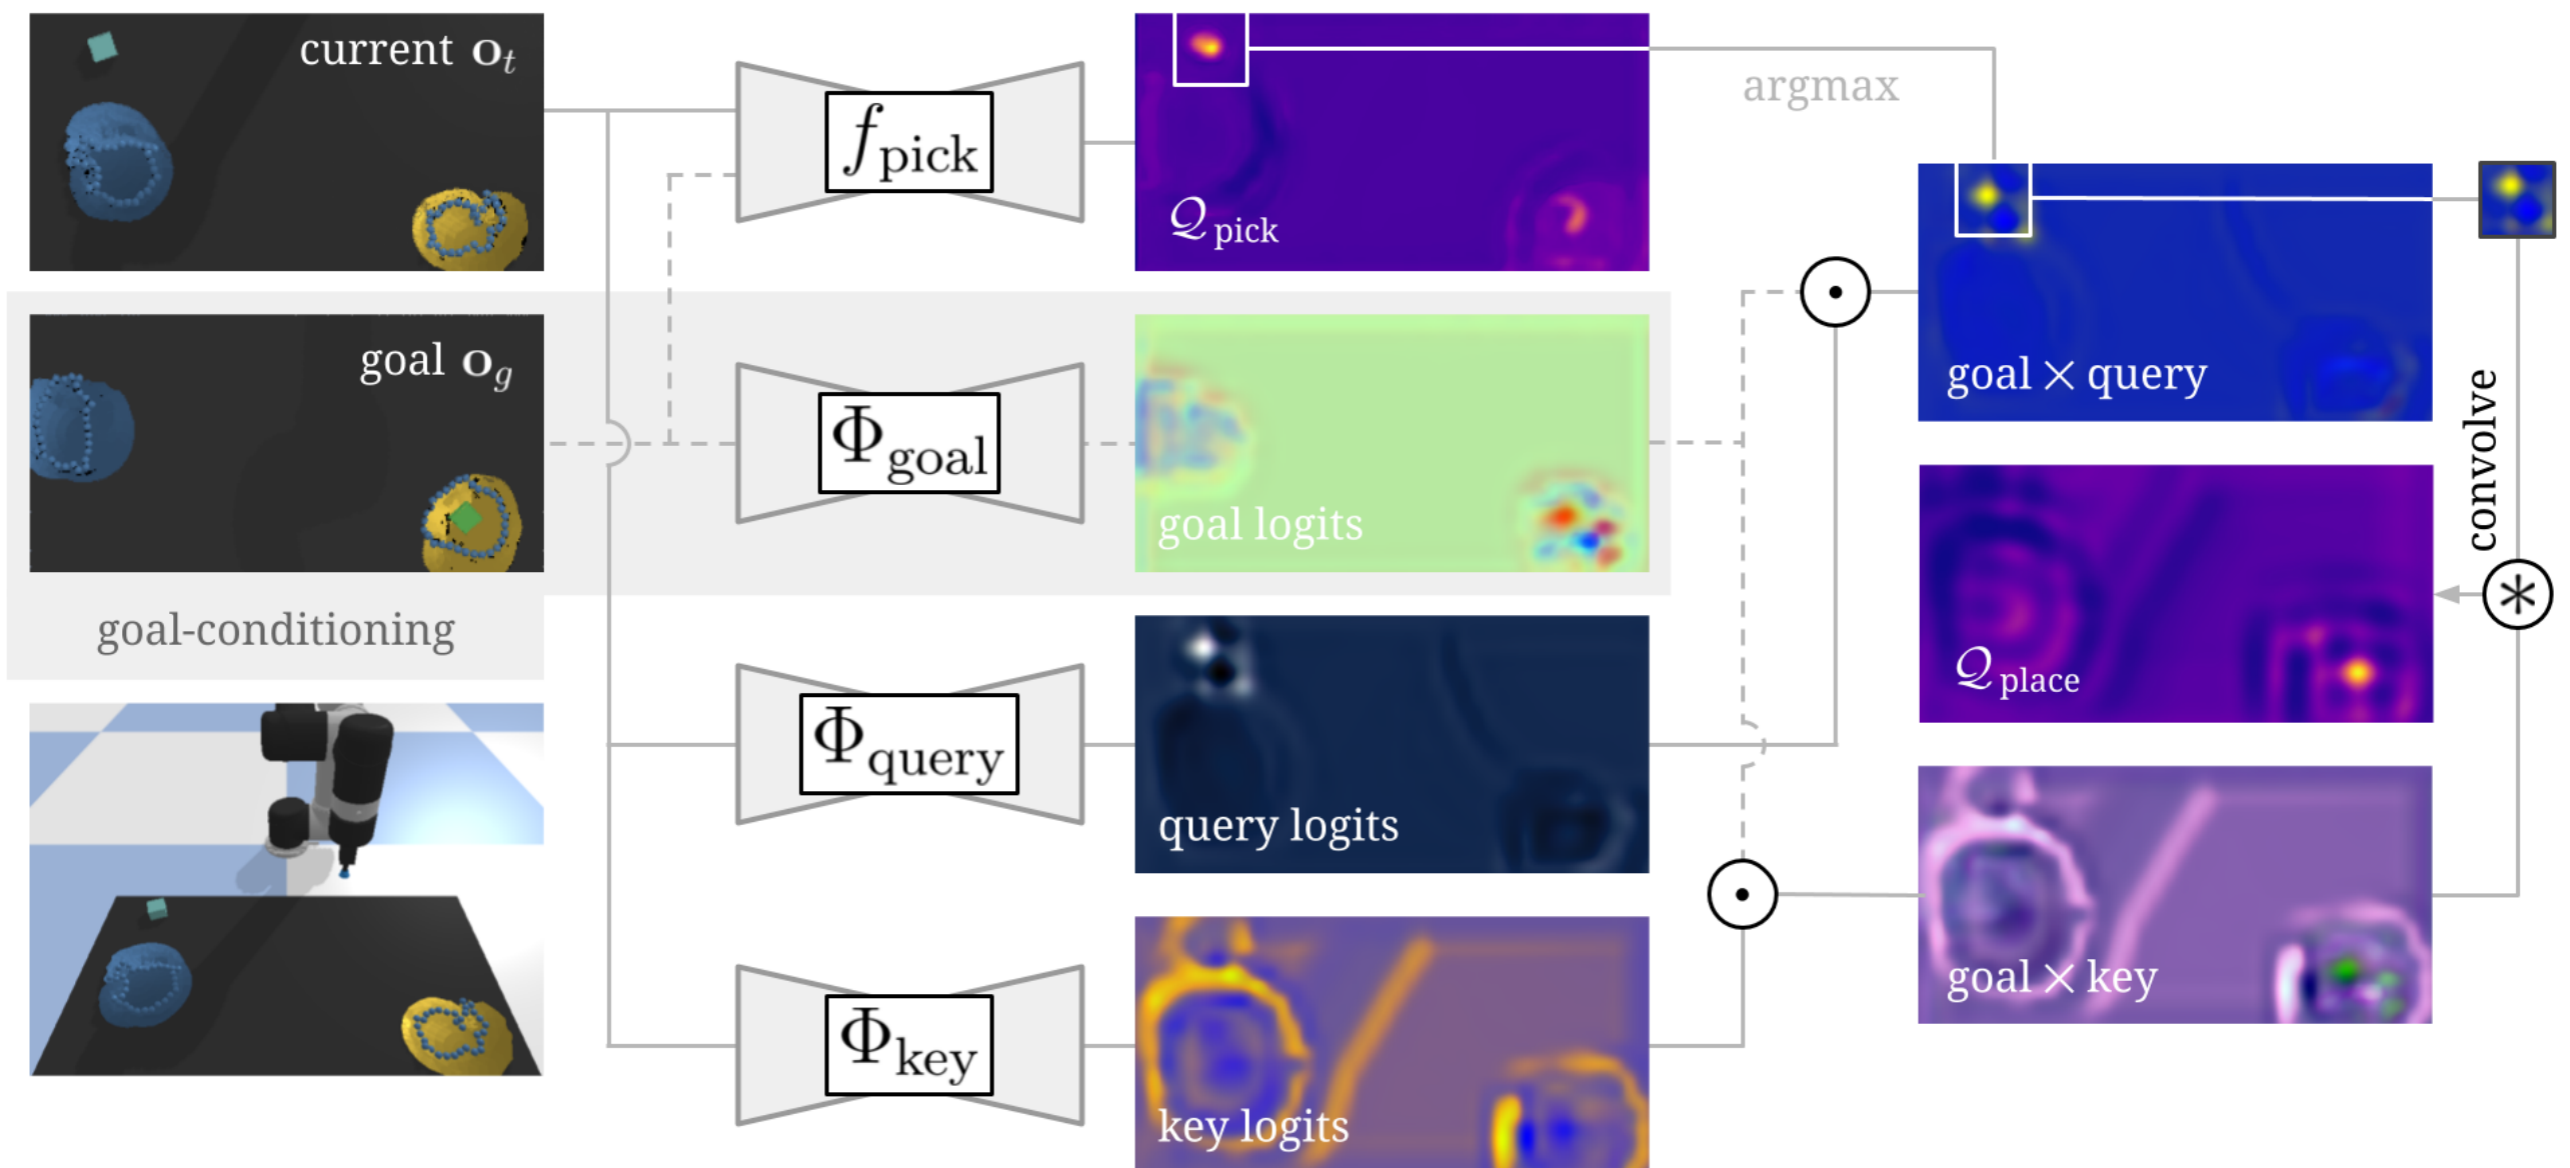 current o_t
f_pick
Q_pick
argmax
goal × query
goal o_g
Φ_goal
goal logits
goal-conditioning
convolve
Q_place
Φ_query
query logits
goal × key
Φ_key
key logits